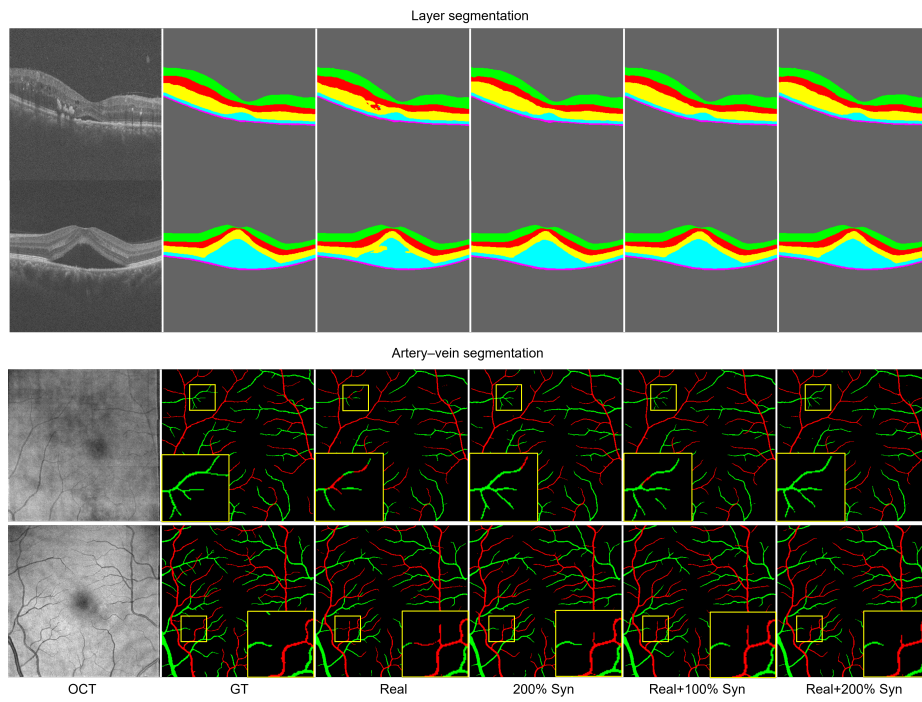 Layer segmentation
Artery–vein segmentation
OCT GT Real 200% Syn Real+100% Syn Real+200% Syn